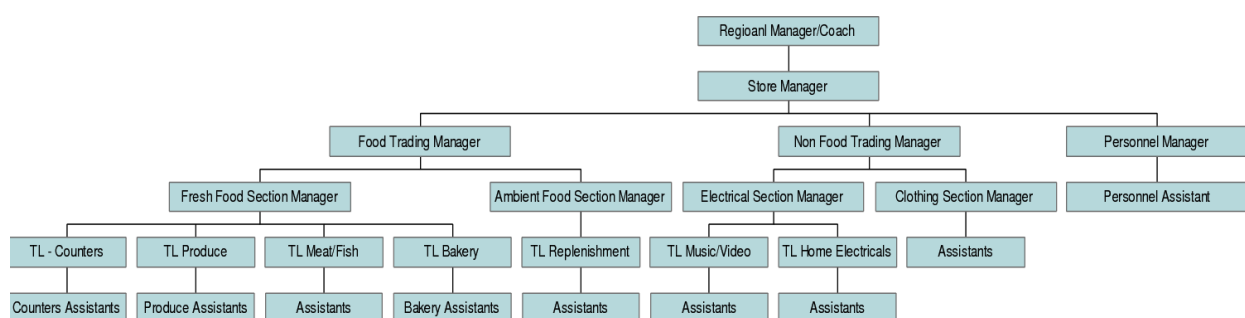 Regioanl Manager/Coach
Store Manager
Food Trading Manager
Non Food Trading Manager
Personnel Manager
Fresh Food Section Manager
Ambient Food Section Manager
Electrical Section Manager
Clothing Section Manager
Personnel Assistant
TL - Counters
TL Produce
TL Meat/Fish
TL Bakery
TL Replenishment
TL Music/Video
TL Home Electricals
Assistants
Counters Assistants
Produce Assistants
Assistants
Bakery Assistants
Assistants
Assistants
Assistants